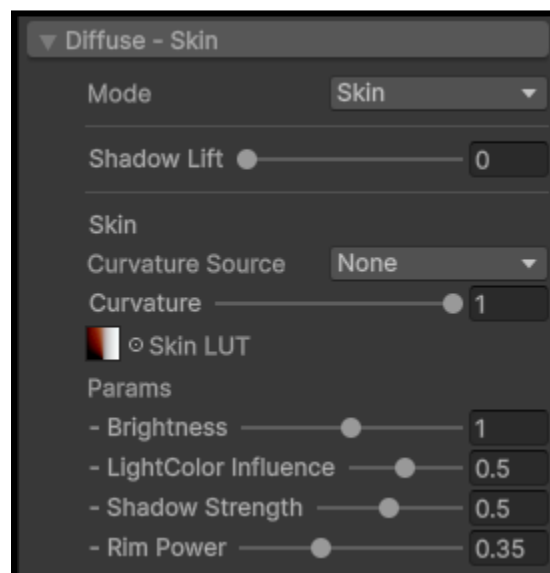 Diffuse - Skin
Mode Skin
Shadow Lift 0
Skin
Curvature Source None
Curvature 1
Skin LUT
Params
- Brightness 1
- LightColor Influence 0.5
- Shadow Strength 0.5
- Rim Power 0.35